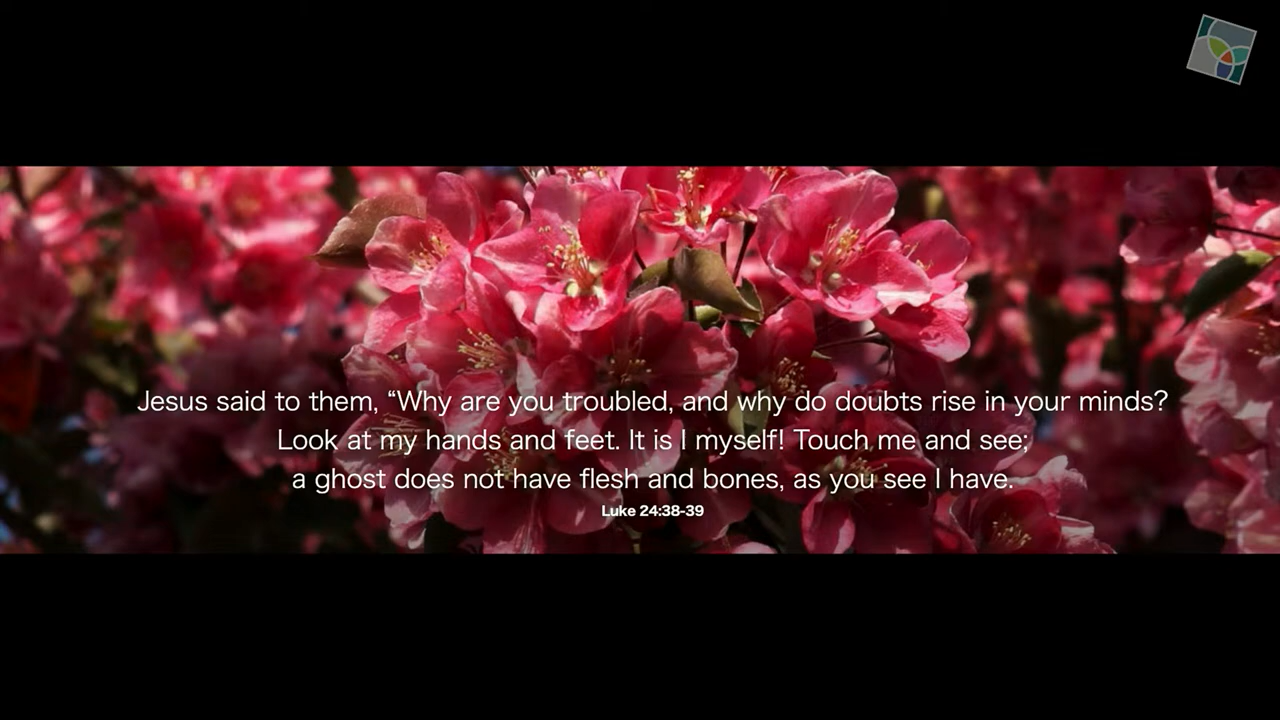 Jesus said to them, “Why are you troubled, and why do doubts rise in your minds?
Look at my hands and feet. It is I myself! Touch me and see;
a ghost does not have flesh and bones, as you see I have.
Luke 24:38-39